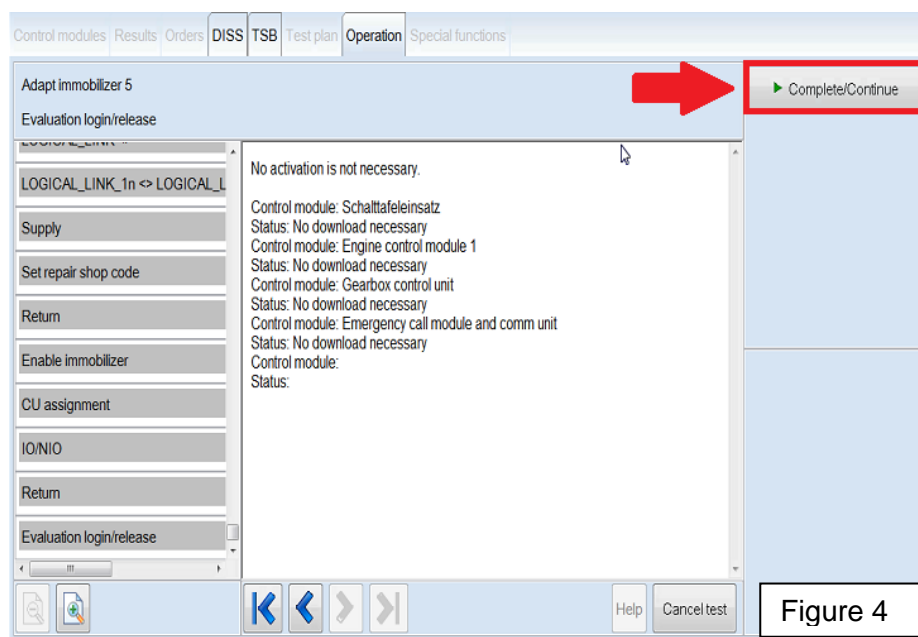 Control modules Results Orders DISS TSB Test plan Operation Special functions
Adapt immobilizer 5
Evaluation login/release
Complete/Continue
LOGICAL_LINK_1n <> LOGICAL_L
Supply
Set repair shop code
Return
Enable immobilizer
CU assignment
IO/NIO
Return
Evaluation login/release
No activation is not necessary.
Control module: Schalttafeleinsatz
Status: No download necessary
Control module: Engine control module 1
Status: No download necessary
Control module: Gearbox control unit
Status: No download necessary
Control module: Emergency call module and comm unit
Status: No download necessary
Control module:
Status:
Help Cancel test
Figure 4